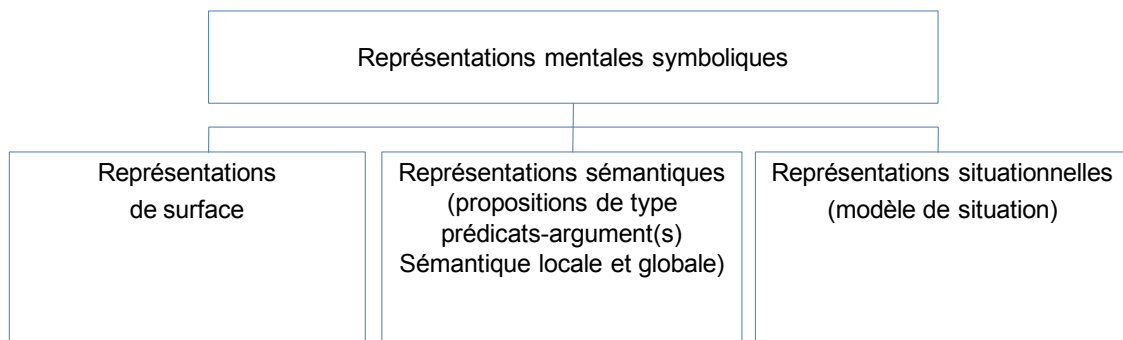 Représentations mentales symboliques
Représentations
de surface
Représentations sémantiques
(propositions de type
prédicats-argument(s)
Sémantique locale et globale)
Représentations situationnelles
(modèle de situation)